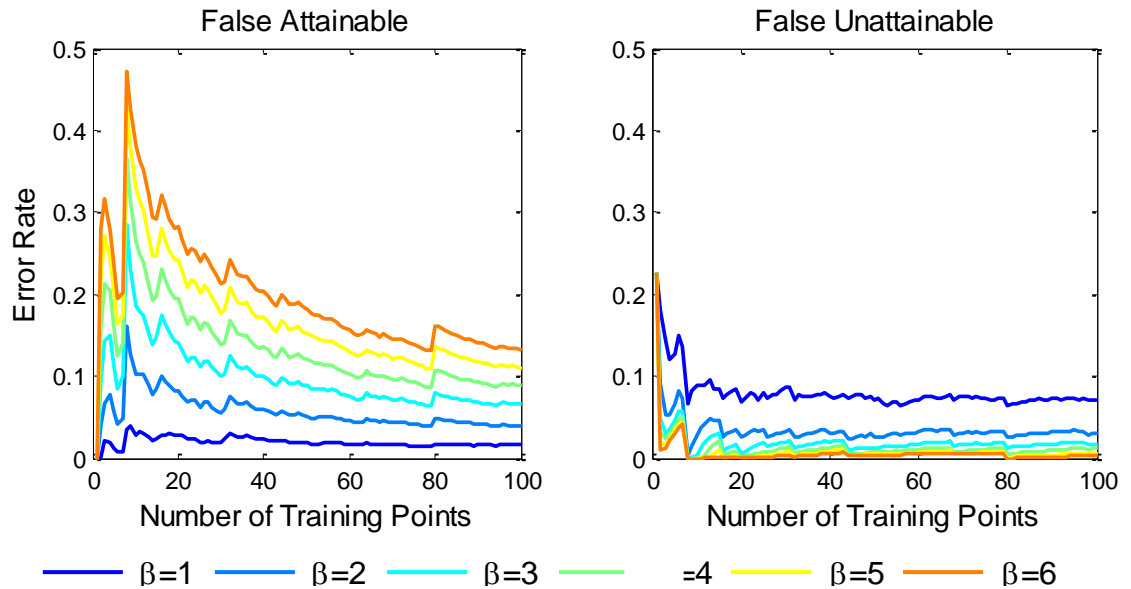 False Attainable
False Unattainable
Error Rate
0.5
0.4
0.3
0.2
0.1
0
0 20 40 60 80 100
Number of Training Points
0.5
0.4
0.3
0.2
0.1
0
0 20 40 60 80 100
Number of Training Points
β=1 β=2 β=3 =4 β=5 β=6